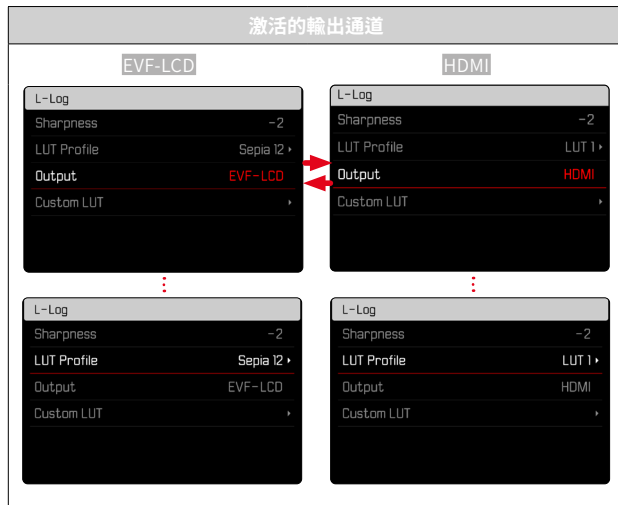 激活的輸出通道
EVF-LCD
L-Log
Sharpness -2
LUT Profile Sepia 12
Output EVF-LCD
Custom LUT
HDMI
L-Log
Sharpness -2
LUT Profile LUT 1
Output HDMI
Custom LUT
L-Log
Sharpness -2
LUT Profile Sepia 12
Output EVF-LCD
Custom LUT
L-Log
Sharpness -2
LUT Profile LUT 1
Output HDMI
Custom LUT